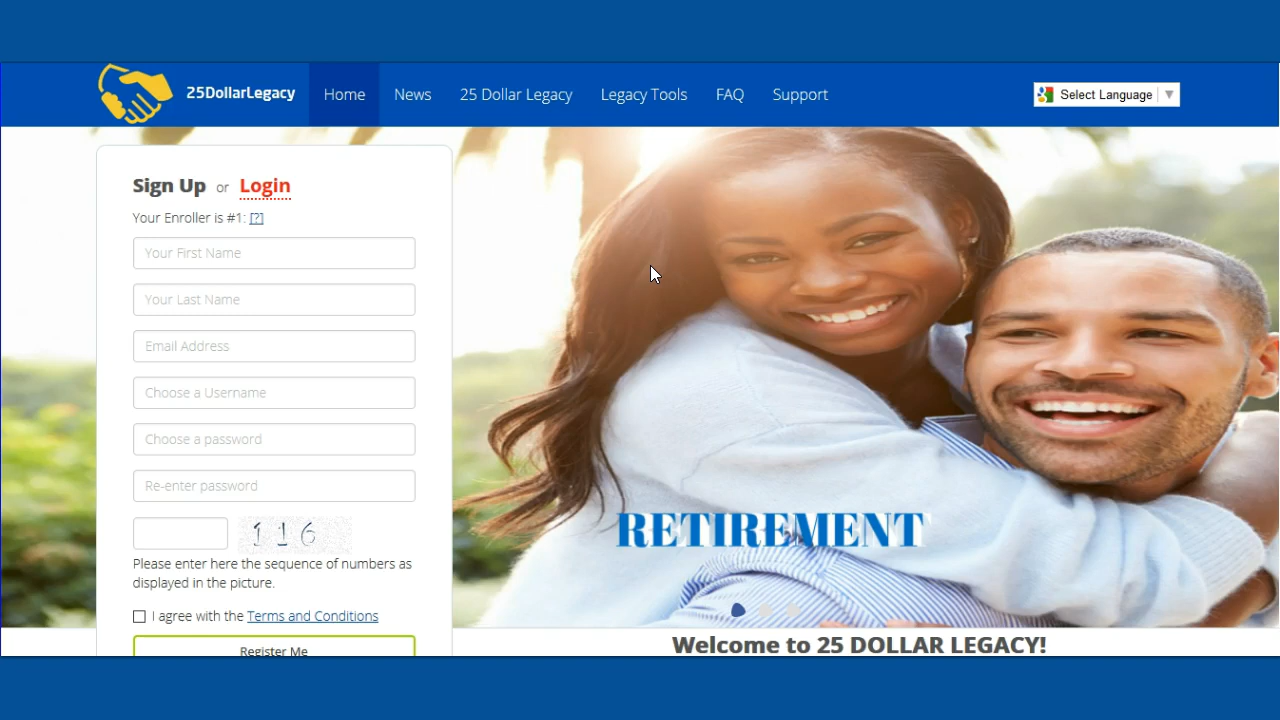 25DollarLegacy
Home
News
25 Dollar Legacy
Legacy Tools
FAQ
Support
Select Language
Sign Up or Login
Your Enroller is #1: [?]
Your First Name
Your Last Name
Email Address
Choose a Username
Choose a password
Re-enter password
116
Please enter here the sequence of numbers as
displayed in the picture.
I agree with the Terms and Conditions
Register Me
RETIREMENT
Welcome to 25 DOLLAR LEGACY!